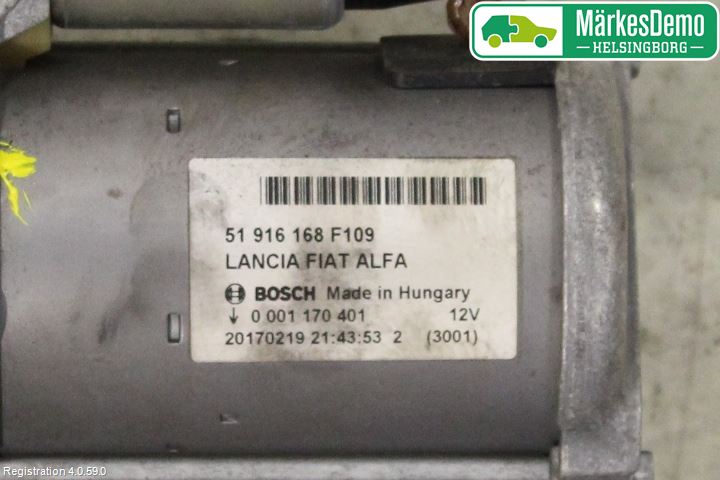 MärkesDemo
HELSINGBORG
51 916 168 F109
LANCIA FIAT ALFA
BOSCH Made in Hungary
↓ 0 001 170 401 12V
20170219 21:43:53 2 (3001)
Registration 4.0.59.0